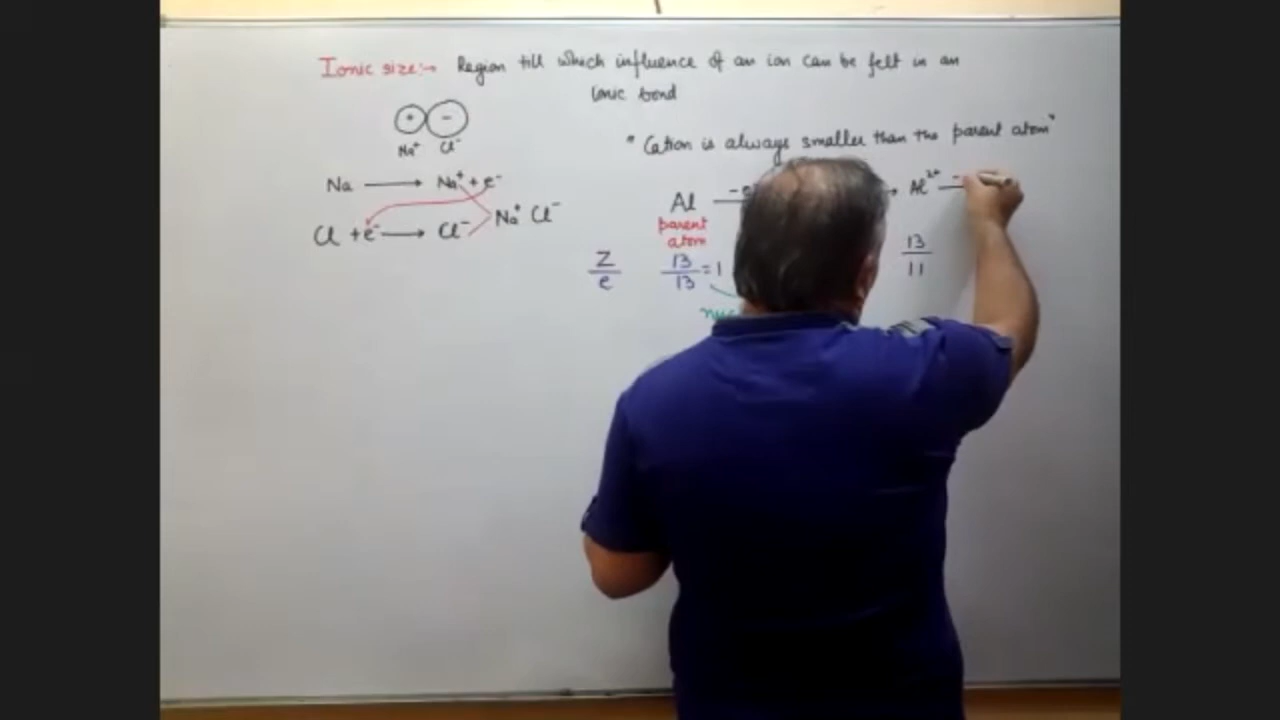 Ionic size:→ Region till which influence of an ion can be felt in an
ionic bond
+ -
Na⁺ Cl⁻
" Cation is always smaller than the parent atom "
Na ⟶ Na⁺ + e⁻
Cl + e⁻ ⟶ Cl⁻
Na⁺ Cl⁻
Al -e Al²⁺ -
parent
atom
Z/e 13/13 = 1 13/11